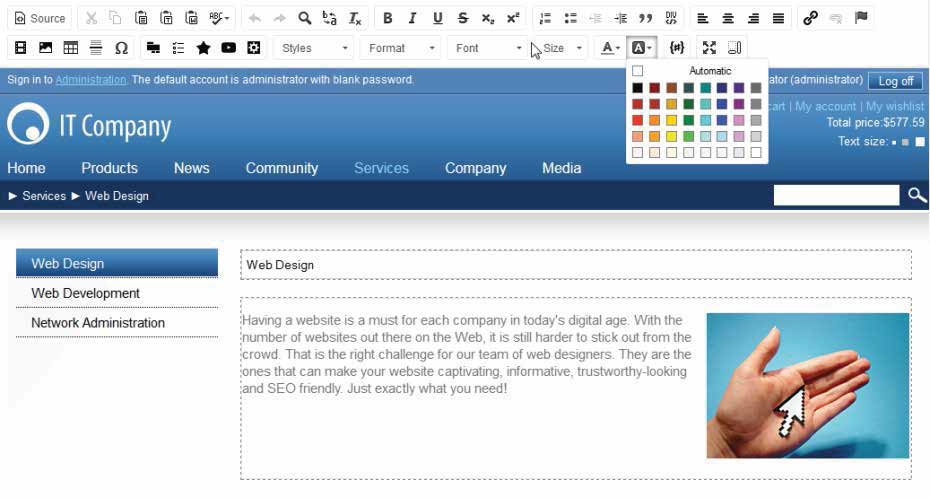 Source
B I U S x₂ x²
Styles Format Font Size A A {#}
Automatic
Sign in to Administration. The default account is administrator with blank password.
ator (administrator) Log off
cart | My account | My wishlist
IT Company
Total price:$577.59
Text size:
Home Products News Community Services Company Media
► Services ► Web Design
Web Design
Web Development
Network Administration
Web Design
Having a website is a must for each company in today's digital age. With the
number of websites out there on the Web, it is still harder to stick out from the
crowd. That is the right challenge for our team of web designers. They are the
ones that can make your website captivating, informative, trustworthy-looking
and SEO friendly. Just exactly what you need!